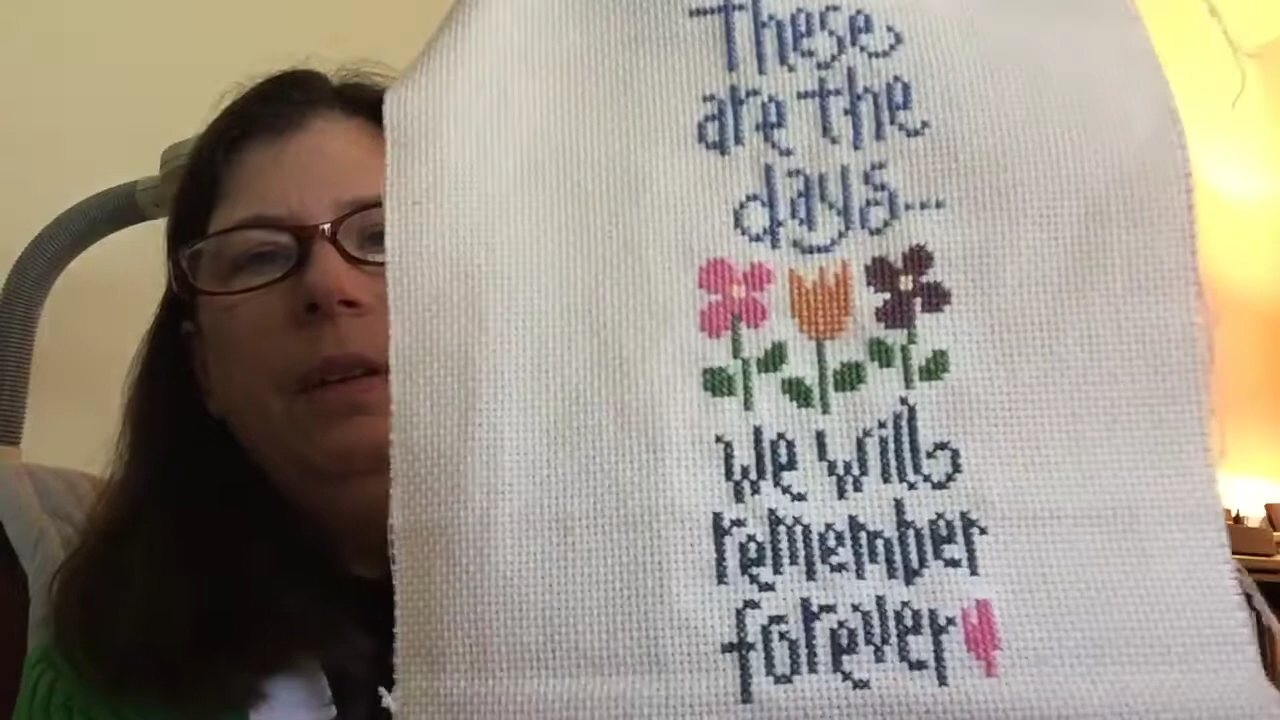 These
are the
days...
we will
remember
forever